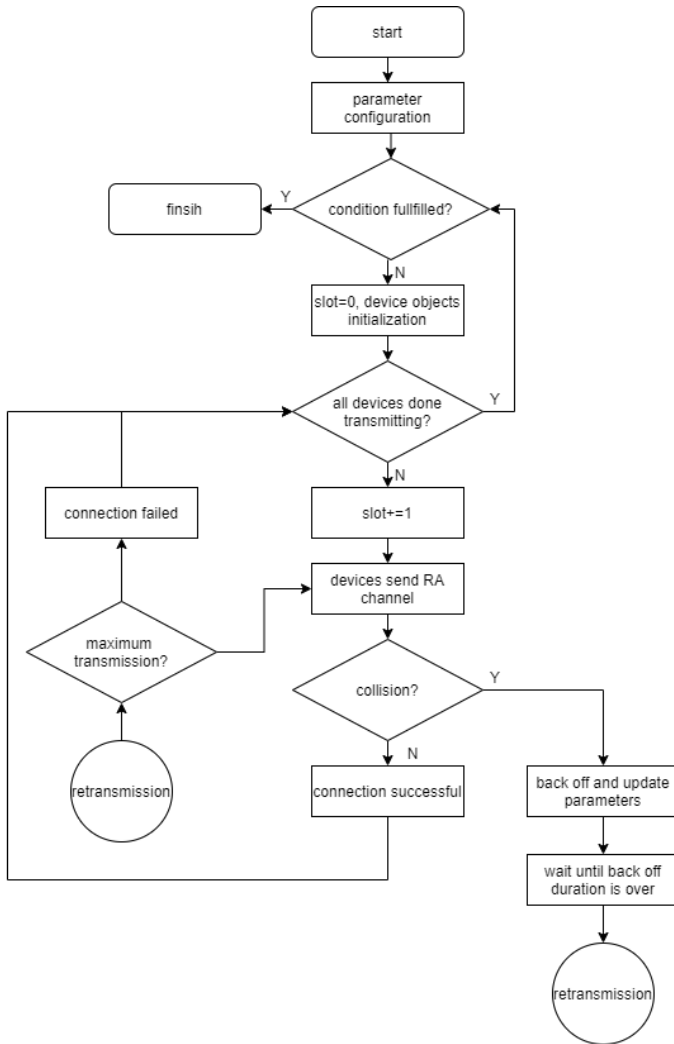 start
parameter
configuration
Y
finsih
condition fullfilled?
N
slot=0, device objects
initialization
all devices done
transmitting?
Y
N
connection failed
slot+=1
devices send RA
channel
maximum
transmission?
collision?
Y
N
retransmission
connection successful
back off and update
parameters
wait until back off
duration is over
retransmission